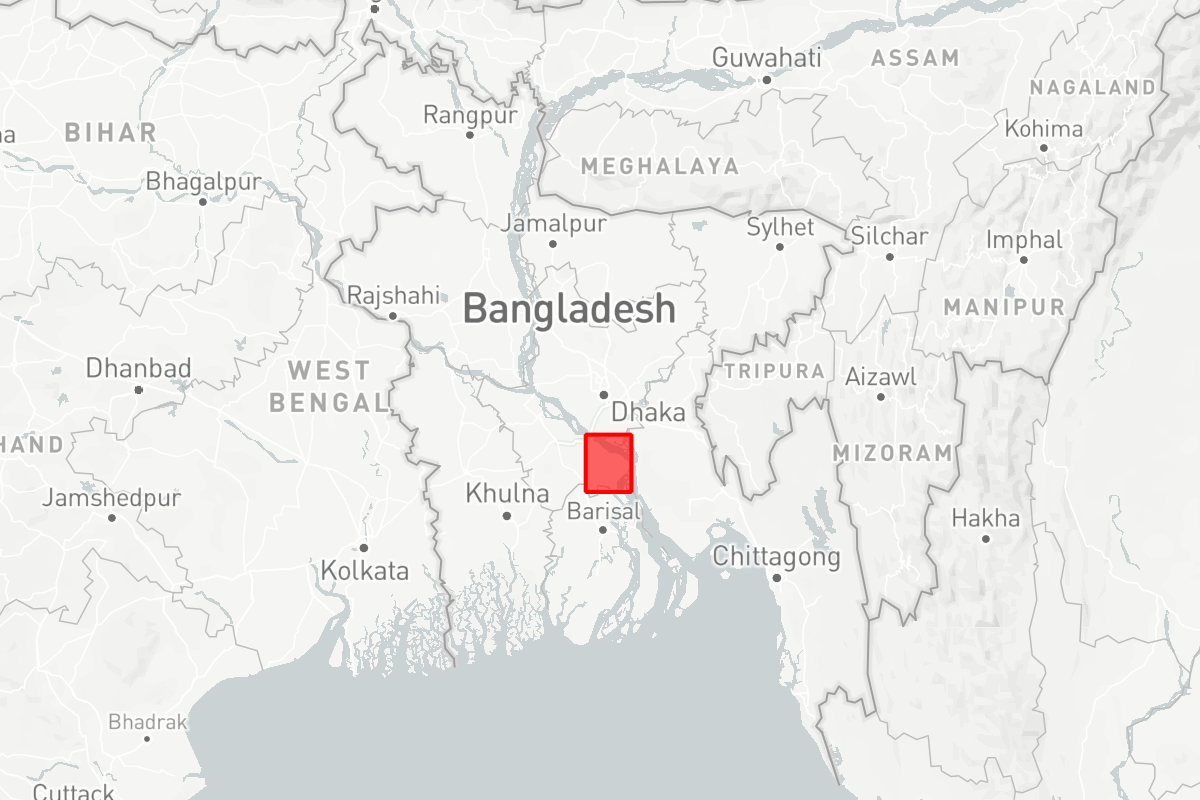 Guwahati
ASSAM
NAGALAND
Rangpur
BIHAR
Kohima
MEGHALAYA
Bhagalpur
Jamalpur
Sylhet
Silchar
Imphal
Rajshahi
Bangladesh
MANIPUR
Dhanbad
WEST
BENGAL
TRIPURA
Aizawl
Dhaka
HAND
MIZORAM
Jamshedpur
Khulna
Barisal
Hakha
Kolkata
Chittagong
Bhadrak
Cuttack